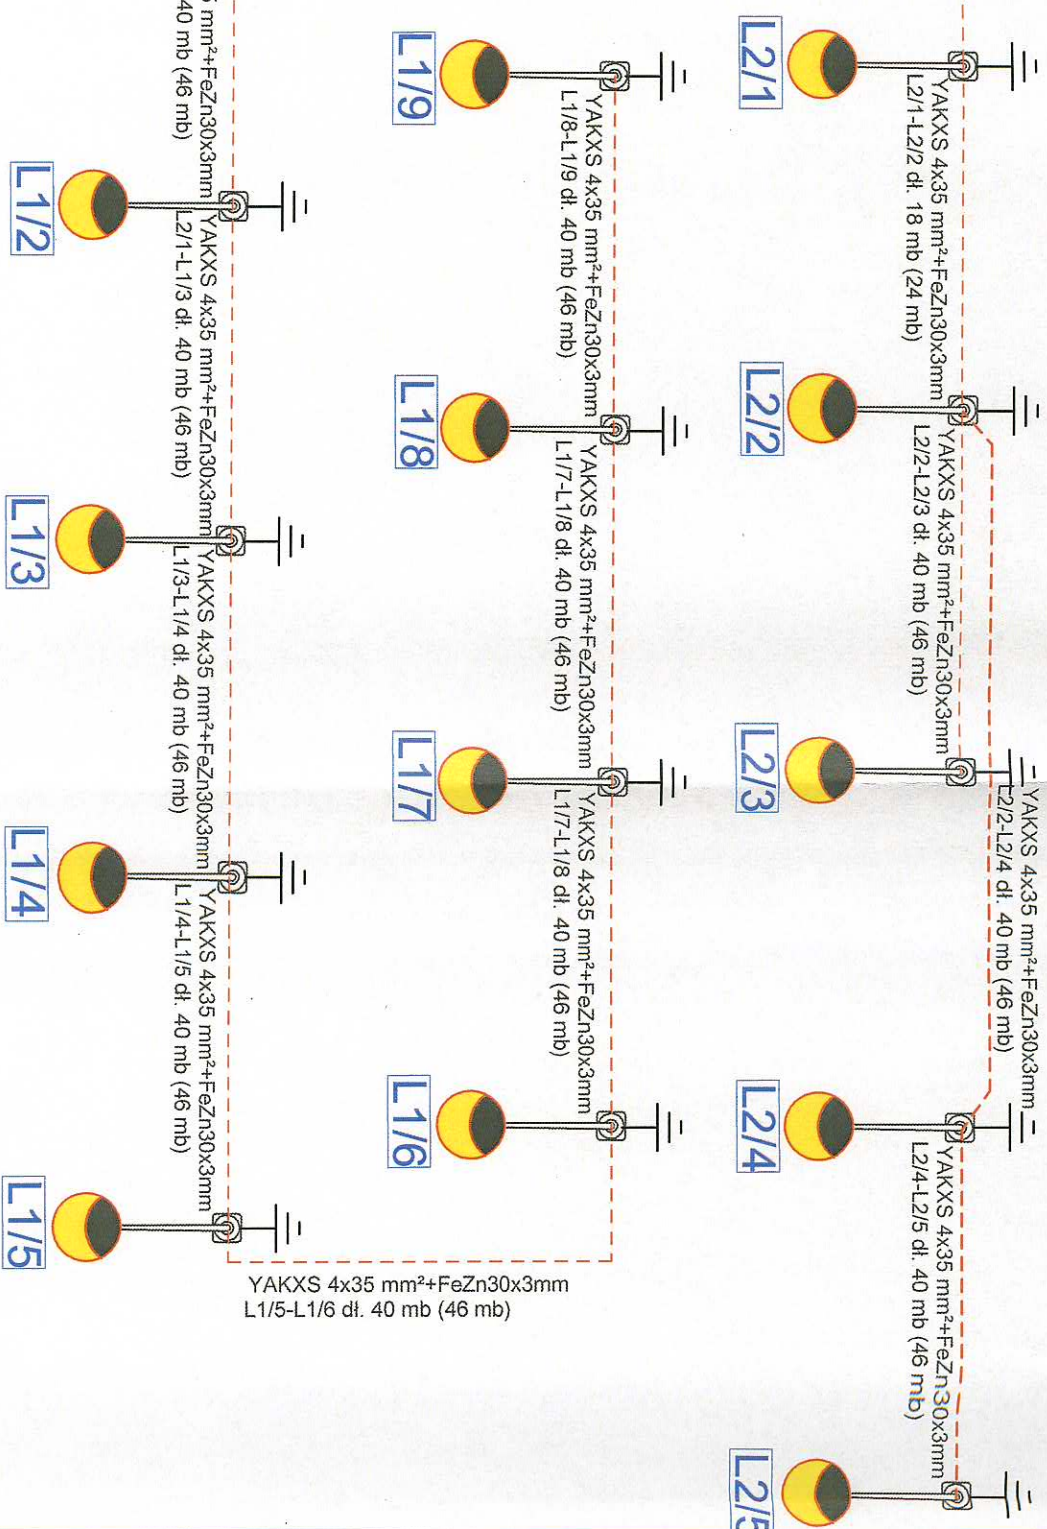 L2/1
YAKXS 4x35 mm²+FeZn30x3mm
L2/1-L2/2 dł. 18 mb (24 mb)
L2/2
YAKXS 4x35 mm²+FeZn30x3mm
L2/2-L2/3 dł. 40 mb (46 mb)
L2/3
YAKXS 4x35 mm²+FeZn30x3mm
L2/2-L2/4 dł. 40 mb (46 mb)
L2/4
YAKXS 4x35 mm²+FeZn30x3mm
L2/4-L2/5 dł. 40 mb (46 mb)
L2/5
L1/9
YAKXS 4x35 mm²+FeZn30x3mm
L1/8-L1/9 dł. 40 mb (46 mb)
L1/8
YAKXS 4x35 mm²+FeZn30x3mm
L1/7-L1/8 dł. 40 mb (46 mb)
L1/7
YAKXS 4x35 mm²+FeZn30x3mm
L1/7-L1/8 dł. 40 mb (46 mb)
L1/6
5 mm²+FeZn30x3mm
40 mb (46 mb)
L1/2
YAKXS 4x35 mm²+FeZn30x3mm
L2/1-L1/3 dł. 40 mb (46 mb)
L1/3
YAKXS 4x35 mm²+FeZn30x3mm
L1/3-L1/4 dł. 40 mb (46 mb)
L1/4
YAKXS 4x35 mm²+FeZn30x3mm
L1/4-L1/5 dł. 40 mb (46 mb)
L1/5
YAKXS 4x35 mm²+FeZn30x3mm
L1/5-L1/6 dł. 40 mb (46 mb)